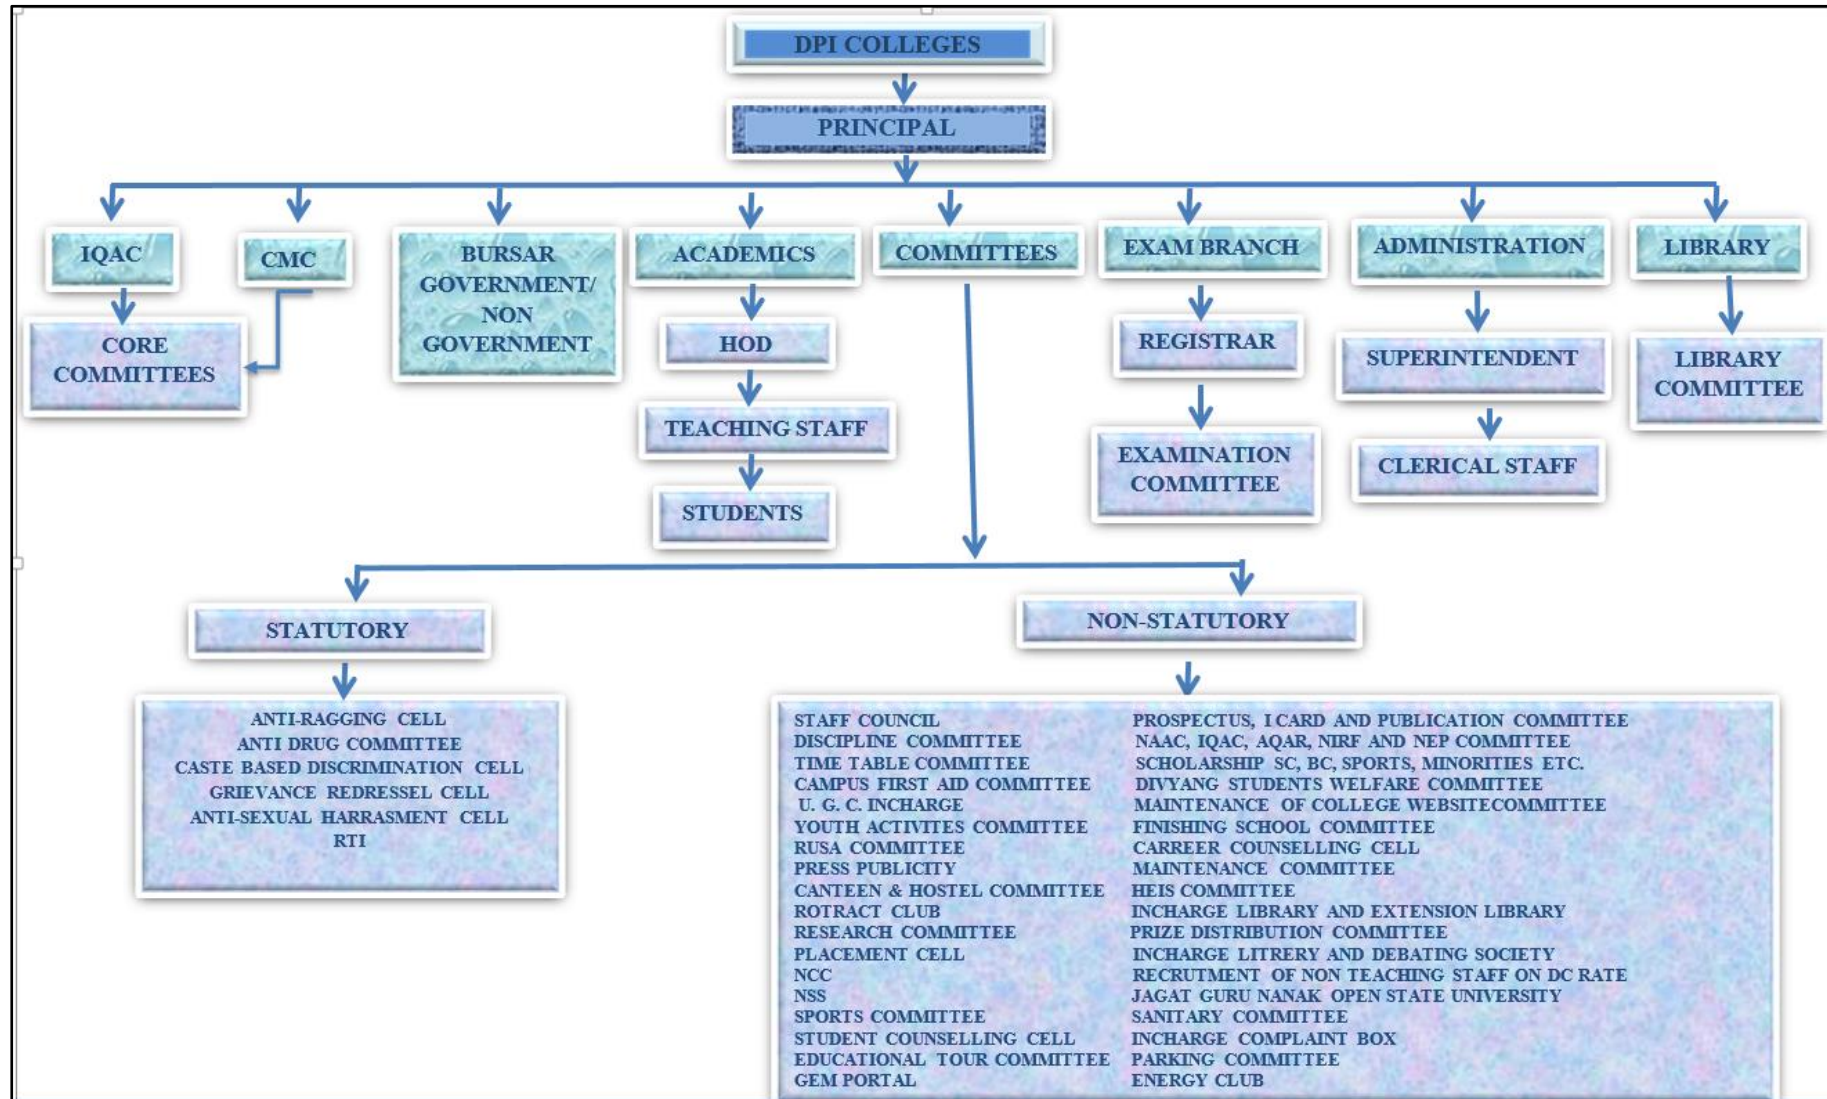 DPI COLLEGES
PRINCIPAL
IQAC
CMC
BURSAR
GOVERNMENT/
NON
GOVERNMENT
ACADEMICS
COMMITTEES
EXAM BRANCH
ADMINISTRATION
LIBRARY
CORE
COMMITTEES
HOD
TEACHING STAFF
STUDENTS
REGISTRAR
EXAMINATION
COMMITTEE
SUPERINTENDENT
CLERICAL STAFF
LIBRARY
COMMITTEE
STATUTORY
NON-STATUTORY
ANTI-RAGGING CELL
ANTI DRUG COMMITTEE
CASTE BASED DISCRIMINATION CELL
GRIEVANCE REDRESSEL CELL
ANTI-SEXUAL HARRASMENT CELL
RTI
STAFF COUNCIL
DISCIPLINE COMMITTEE
TIME TABLE COMMITTEE
CAMPUS FIRST AID COMMITTEE
U. G. C. INCHARGE
YOUTH ACTIVITES COMMITTEE
RUSA COMMITTEE
PRESS PUBLICITY
CANTEEN & HOSTEL COMMITTEE
ROTRACT CLUB
RESEARCH COMMITTEE
PLACEMENT CELL
NCC
NSS
SPORTS COMMITTEE
STUDENT COUNSELLING CELL
EDUCATIONAL TOUR COMMITTEE
GEM PORTAL
PROSPECTUS, I CARD AND PUBLICATION COMMITTEE
NAAC, IQAC, AQAR, NIRF AND NEP COMMITTEE
SCHOLARSHIP SC, BC, SPORTS, MINORITIES ETC.
DIVYANG STUDENTS WELFARE COMMITTEE
MAINTENANCE OF COLLEGE WEBSITECOMMITTEE
FINISHING SCHOOL COMMITTEE
CARREER COUNSELLING CELL
MAINTENANCE COMMITTEE
HEIS COMMITTEE
INCHARGE LIBRARY AND EXTENSION LIBRARY
PRIZE DISTRIBUTION COMMITTEE
INCHARGE LITRERY AND DEBATING SOCIETY
RECRUTMENT OF NON TEACHING STAFF ON DC RATE
JAGAT GURU NANAK OPEN STATE UNIVERSITY
SANITARY COMMITTEE
INCHARGE COMPLAINT BOX
PARKING COMMITTEE
ENERGY CLUB